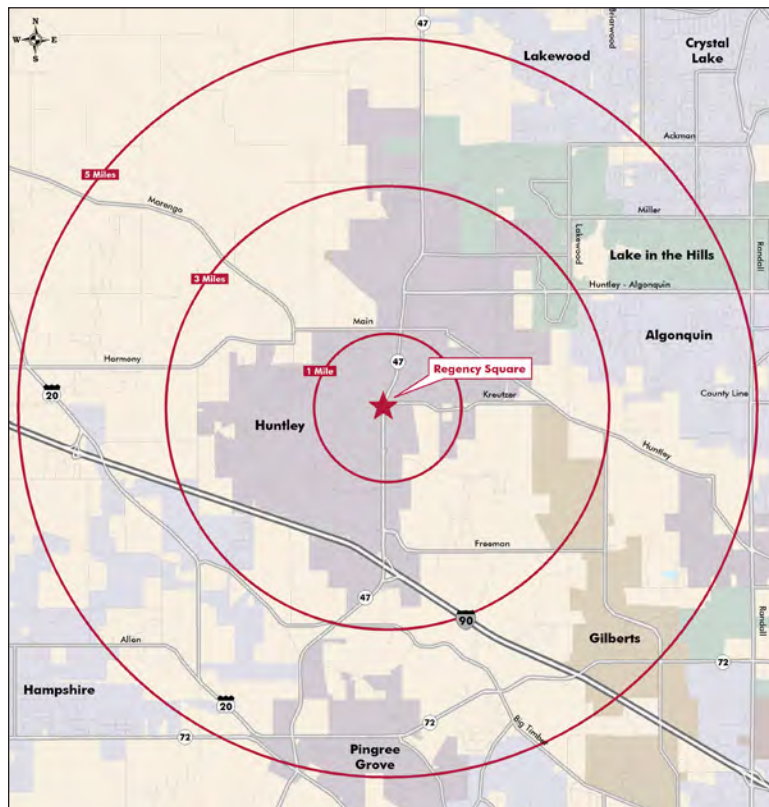 N
W E
S
47
Briarwood
Lakewood
Crystal
Lake
Ackman
5 Miles
Marengo
Miller
Lakewood
Randall
3 Miles
Lake in the Hills
Huntley - Algonquin
Main
Algonquin
Harmony
1 Mile
47
Regency Square
20
Kreutzer
County Line
Huntley
Huntley
Freeman
47
90
Gilberts
Randall
Allen
72
Hampshire
20
72
Big Timber
72
Pingree
Grove